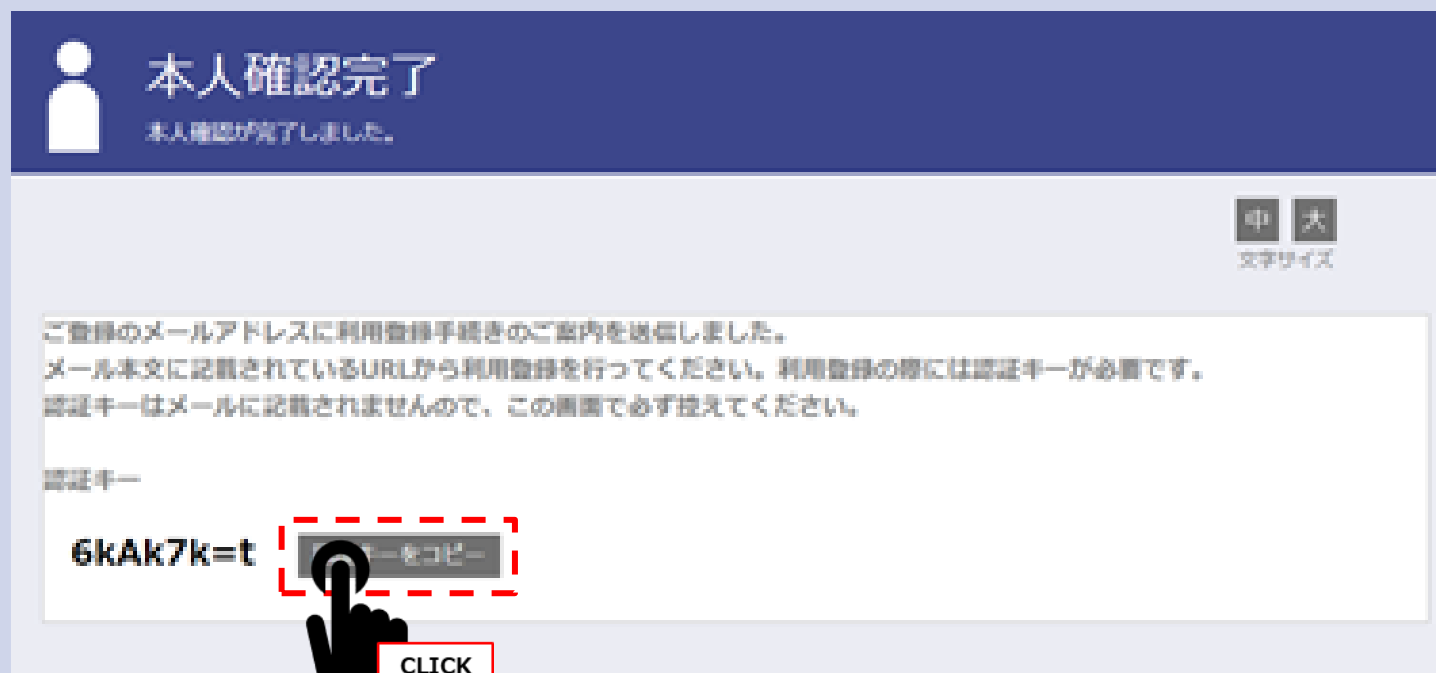 本人確認完了
本人確認が完了しました。
中 大
文字サイズ
ご登録のメールアドレスに利用登録手続きのご案内を送信しました。
メール本文に記載されているURLから利用登録を行ってください。利用登録の際には認証キーが必要です。
認証キーはメールに記載されませんので、この画面で必ず控えてください。
認証キー
6kAk7k=t
キーをコピー
CLICK